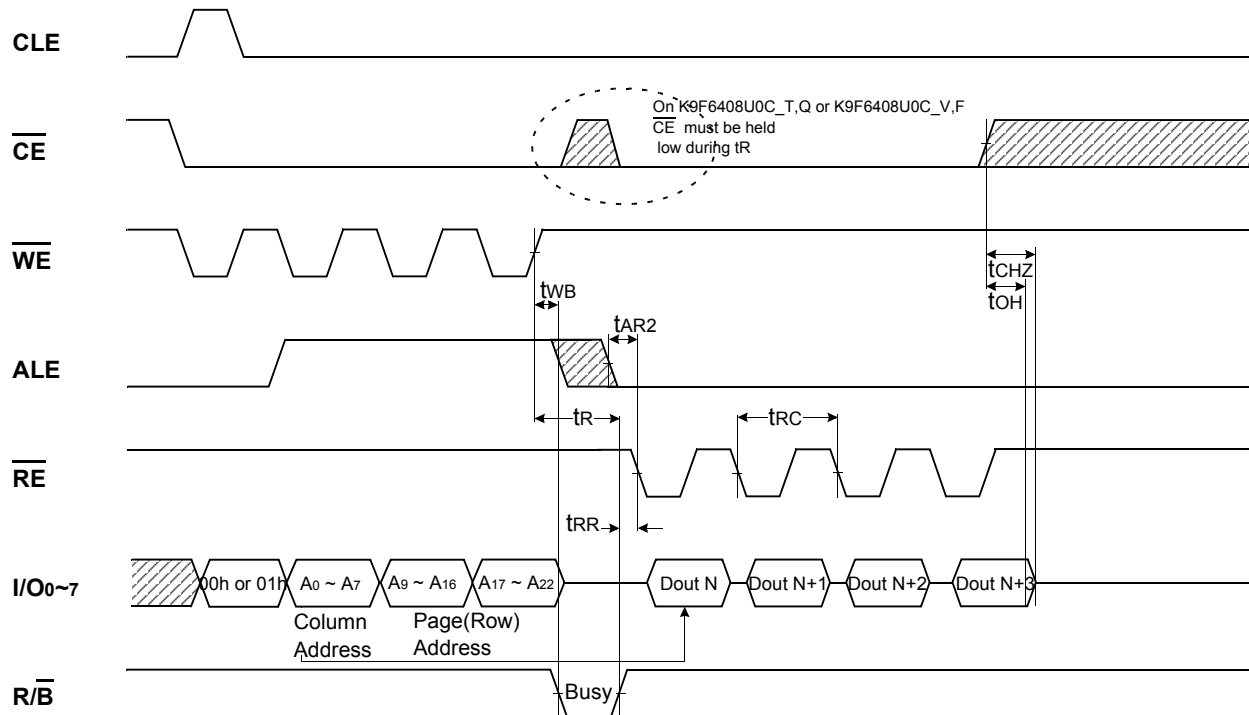 CLE
On K9F6408U0C_T,Q or K9F6408U0C_V,F
CE must be held
low during tR
CE
WE
tCHZ
tOH
tWB
tAR2
ALE
tR
tRC
RE
tRR
I/O0~7
00h or 01h
A0 ~ A7
A9 ~ A16
A17 ~ A22
Dout N
Dout N+1
Dout N+2
Dout N+3
Column
Address
Page(Row)
Address
R/B
Busy